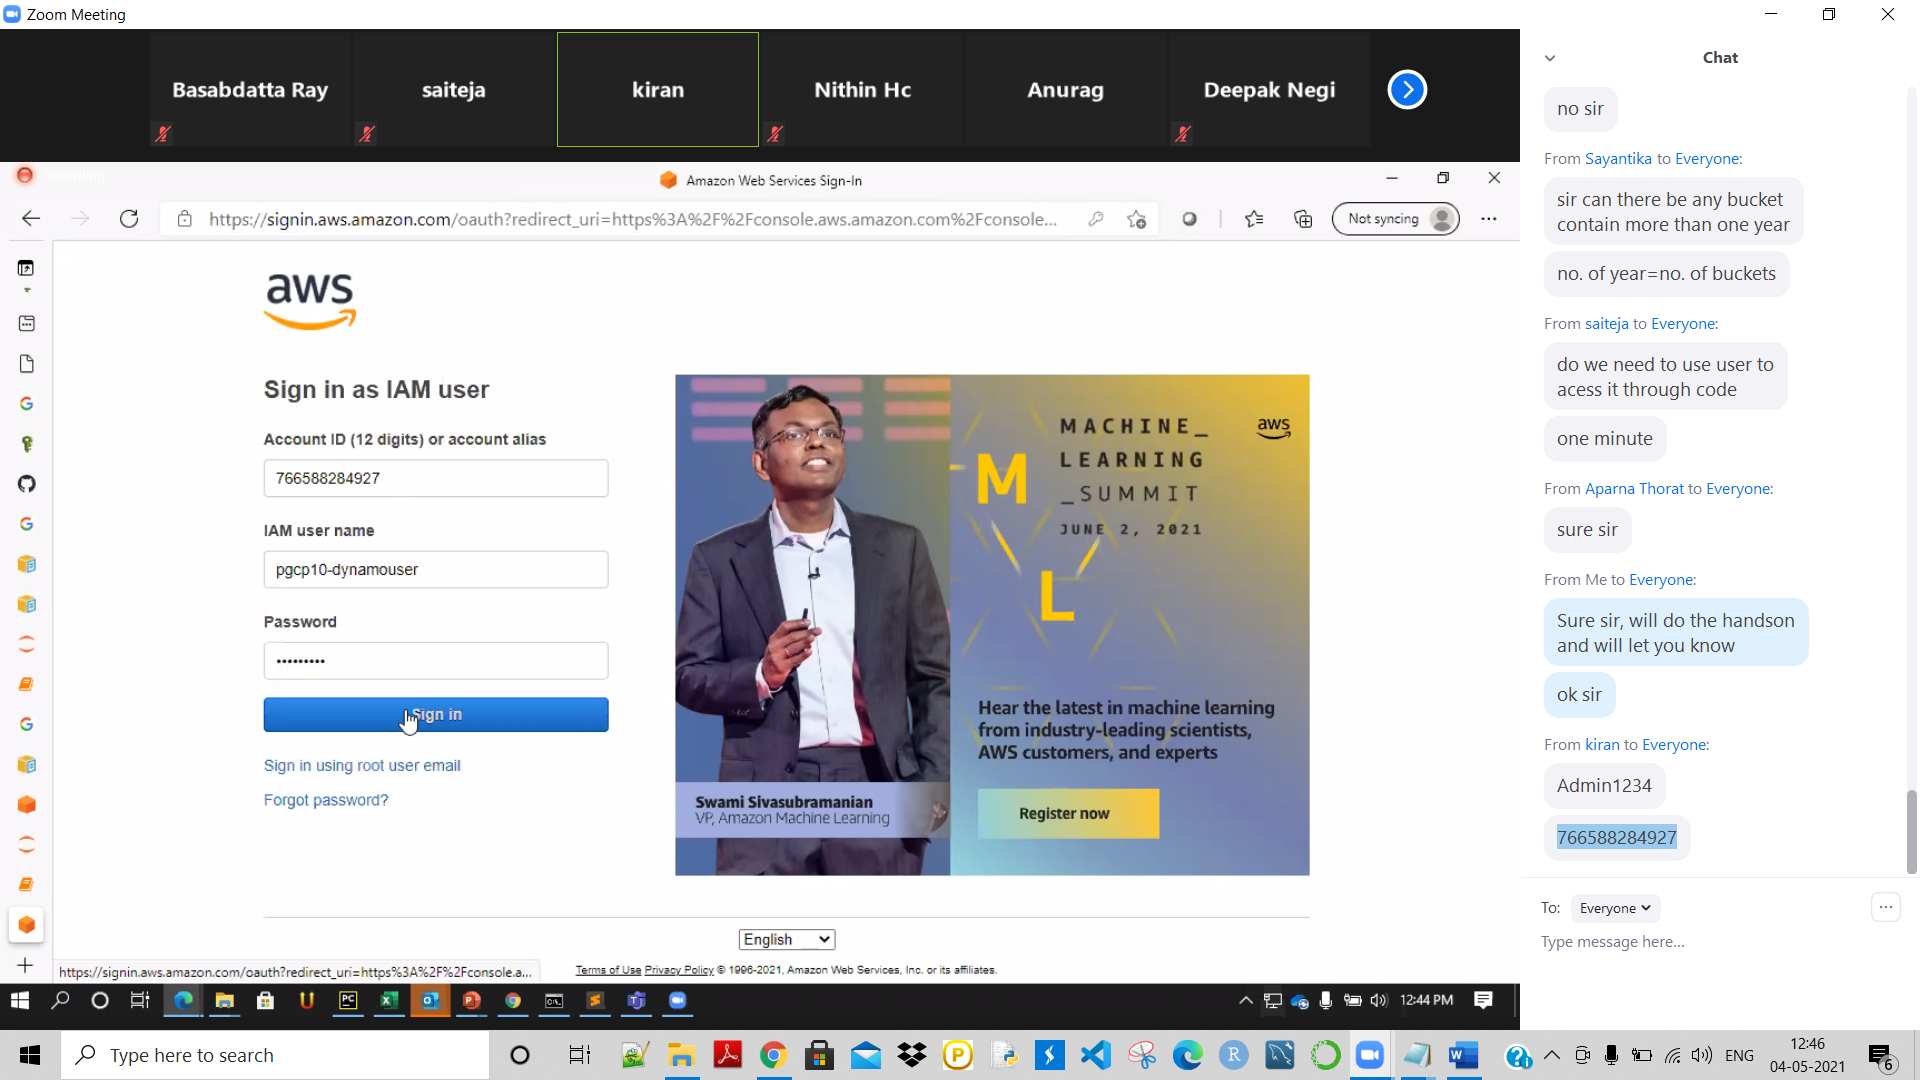 Zoom Meeting
Basabdatta Ray
saiteja
kiran
Nithin Hc
Anurag
Deepak Negi
Recording
Amazon Web Services Sign-In
https://signin.aws.amazon.com/oauth?redirect_uri=https%3A%2F%2Fconsole.aws.amazon.com%2Fconsole...
Not syncing
aws
Sign in as IAM user
Account ID (12 digits) or account alias
766588284927
IAM user name
pgcp10-dynamouser
Password
•••••••••
Sign in
Sign in using root user email
Forgot password?
MACHINE_
LEARNING
_SUMMIT
JUNE 2, 2021
aws
M
L
Hear the latest in machine learning
from industry-leading scientists,
AWS customers, and experts
Register now
Swami Sivasubramanian
VP, Amazon Machine Learning
English
Terms of Use Privacy Policy © 1996-2021, Amazon Web Services, Inc. or its affiliates.
https://signin.aws.amazon.com/oauth?redirect_uri=https%3A%2F%2Fconsole.a...
12:44 PM
Chat
no sir
From Sayantika to Everyone:
sir can there be any bucket
contain more than one year
no. of year=no. of buckets
From saiteja to Everyone:
do we need to use user to
acess it through code
one minute
From Aparna Thorat to Everyone:
sure sir
From Me to Everyone:
Sure sir, will do the handson
and will let you know
ok sir
From kiran to Everyone:
Admin1234
766588284927
To: Everyone
Type message here...
Type here to search
ENG
12:46
04-05-2021
6